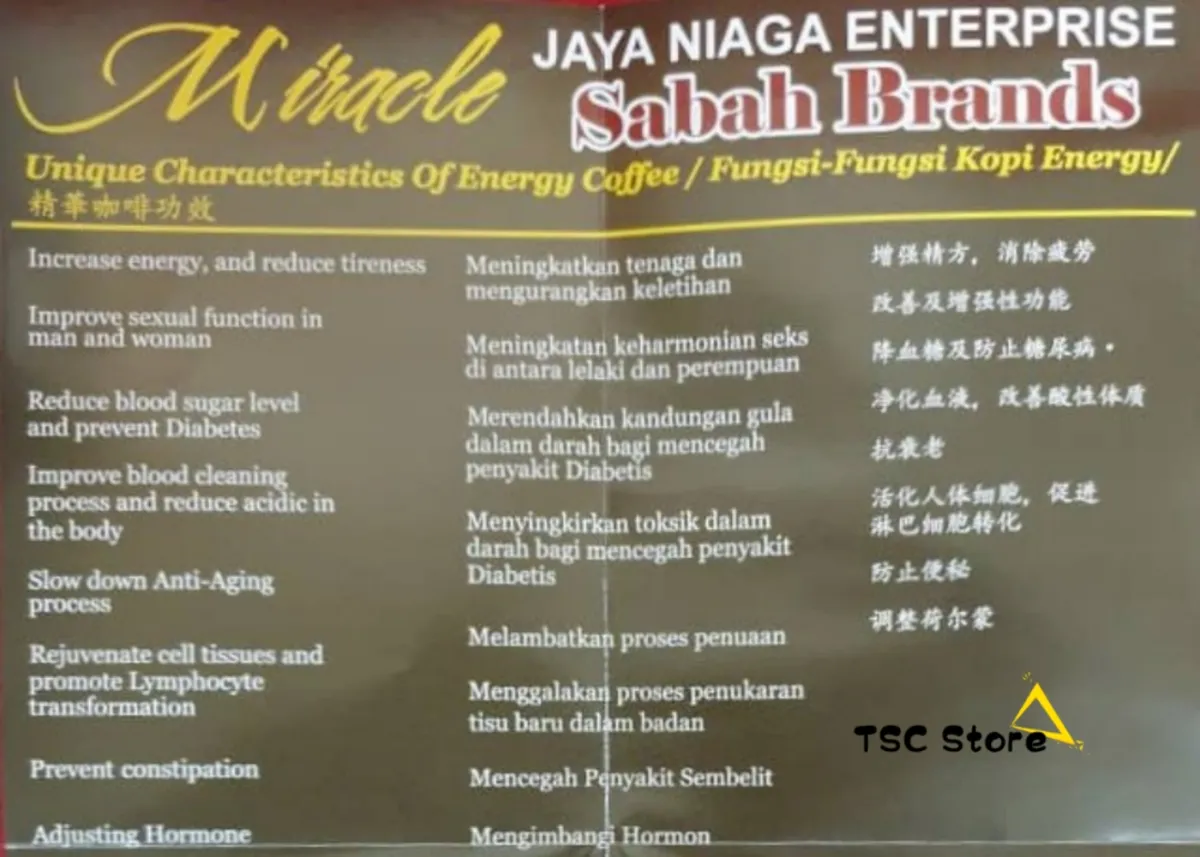 Miracle
JAYA NIAGA ENTERPRISE
Sabah Brands
Unique Characteristics Of Energy Coffee / Fungsi-Fungsi Kopi Energy/
精華咖啡功效
Increase energy, and reduce tireness
Improve sexual function in
man and woman
Reduce blood sugar level
and prevent Diabetes
Improve blood cleaning
process and reduce acidic in
the body
Slow down Anti-Aging
process
Rejuvenate cell tissues and
promote Lymphocyte
transformation
Prevent constipation
Adjusting Hormone
Meningkatkan tenaga dan
mengurangkan keletihan
Meningkatan keharmonian seks
di antara lelaki dan perempuan
Merendahkan kandungan gula
dalam darah bagi mencegah
penyakit Diabetis
Menyingkirkan toksik dalam
darah bagi mencegah penyakit
Diabetis
Melambatkan proses penuaan
Menggalakan proses penukaran
tisu baru dalam badan
Mencegah Penyakit Sembelit
Mengimbangi Hormon
增强精方，消除疲劳
改善及增强性功能
降血糖及防止糖尿病·
净化血液，改善酸性体质
抗衰老
活化人体细胞，促进
淋巴细胞转化
防止便秘
调整荷尔蒙
TSC Store